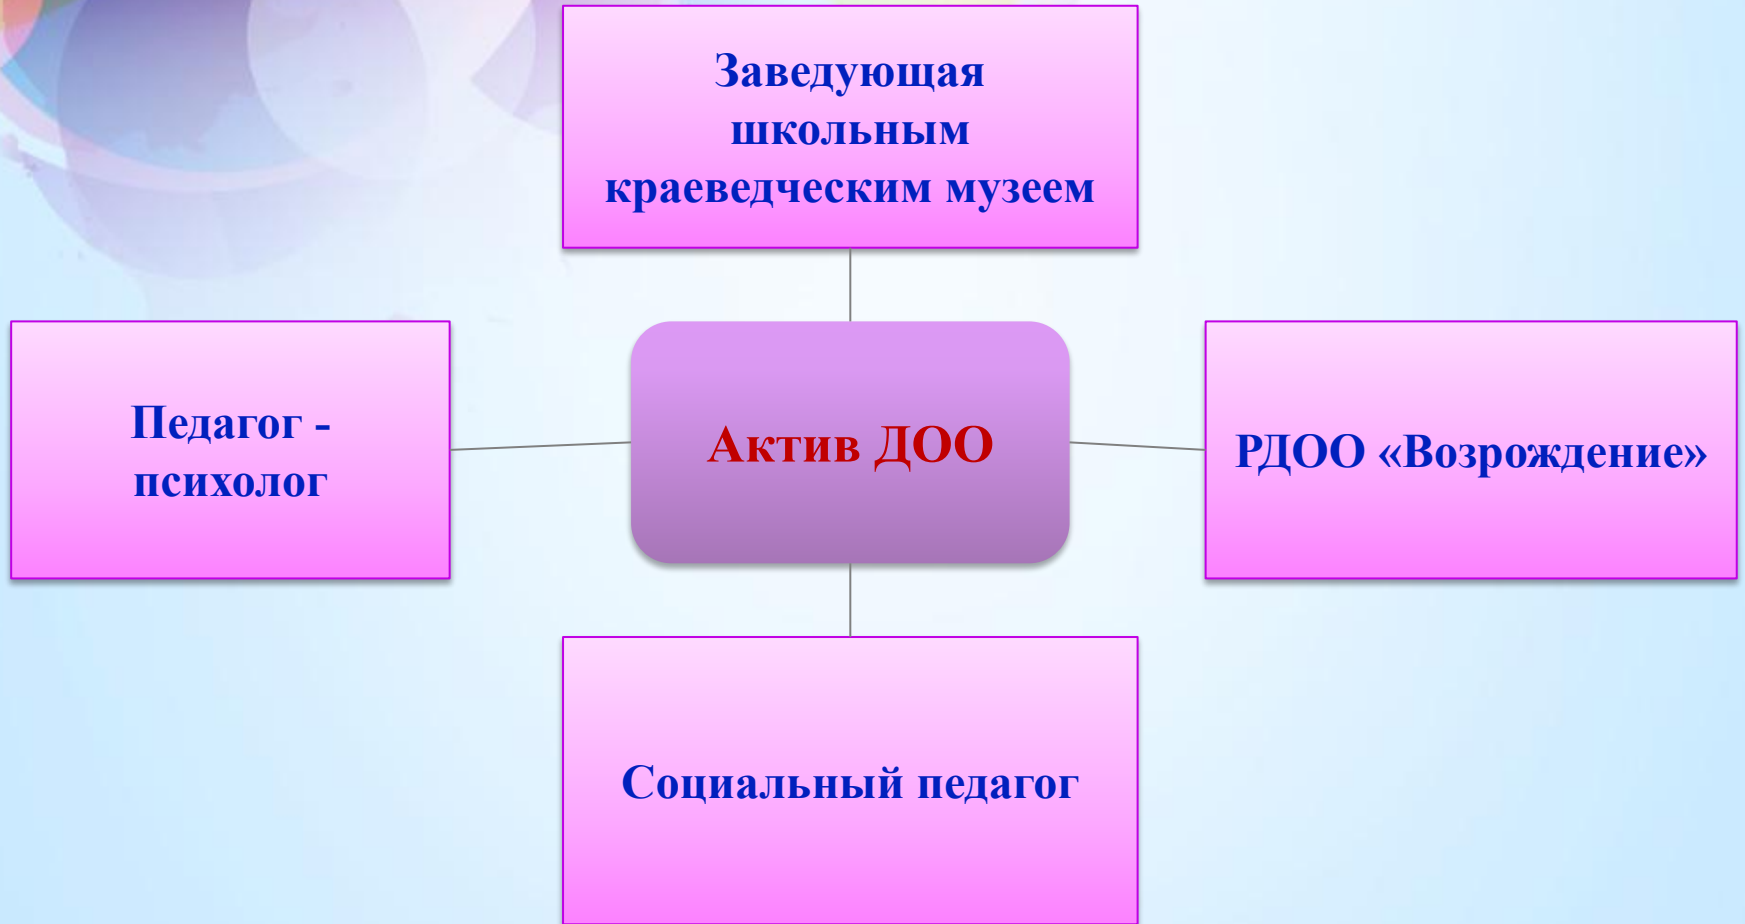 Заведующая
школьным
краеведческим музеем
Педагог -
психолог
Актив ДОО
РДОО «Возрождение»
Социальный педагог